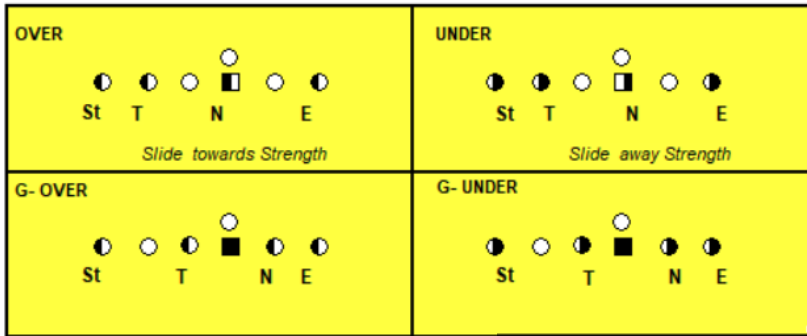 OVER
St T N E
Slide towards Strength
UNDER
St T N E
Slide away Strength
G- OVER
St T N E
G- UNDER
St T N E